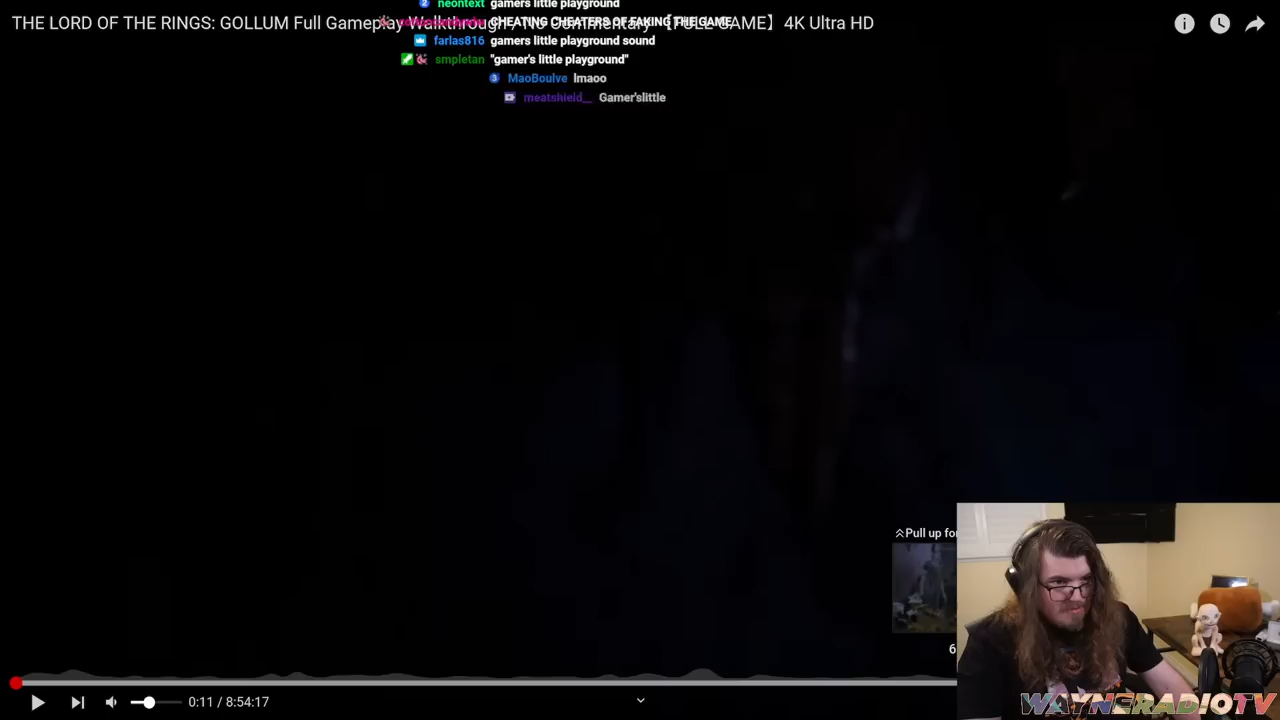 neontext gamers little playground
THE LORD OF THE RINGS: GOLLUM Full Gameplay Walkthrough / No Commentary【FULL GAME】4K Ultra HD
CHEATING CHEATERS OF FAKING THE GAME
farlas816 gamers little playground sound
smpletan "gamer's little playground"
MaoBoulve lmaoo
meatshield__ Gamer'slittle
Pull up for
6
0:11 / 8:54:17
WAYNERADIOTV